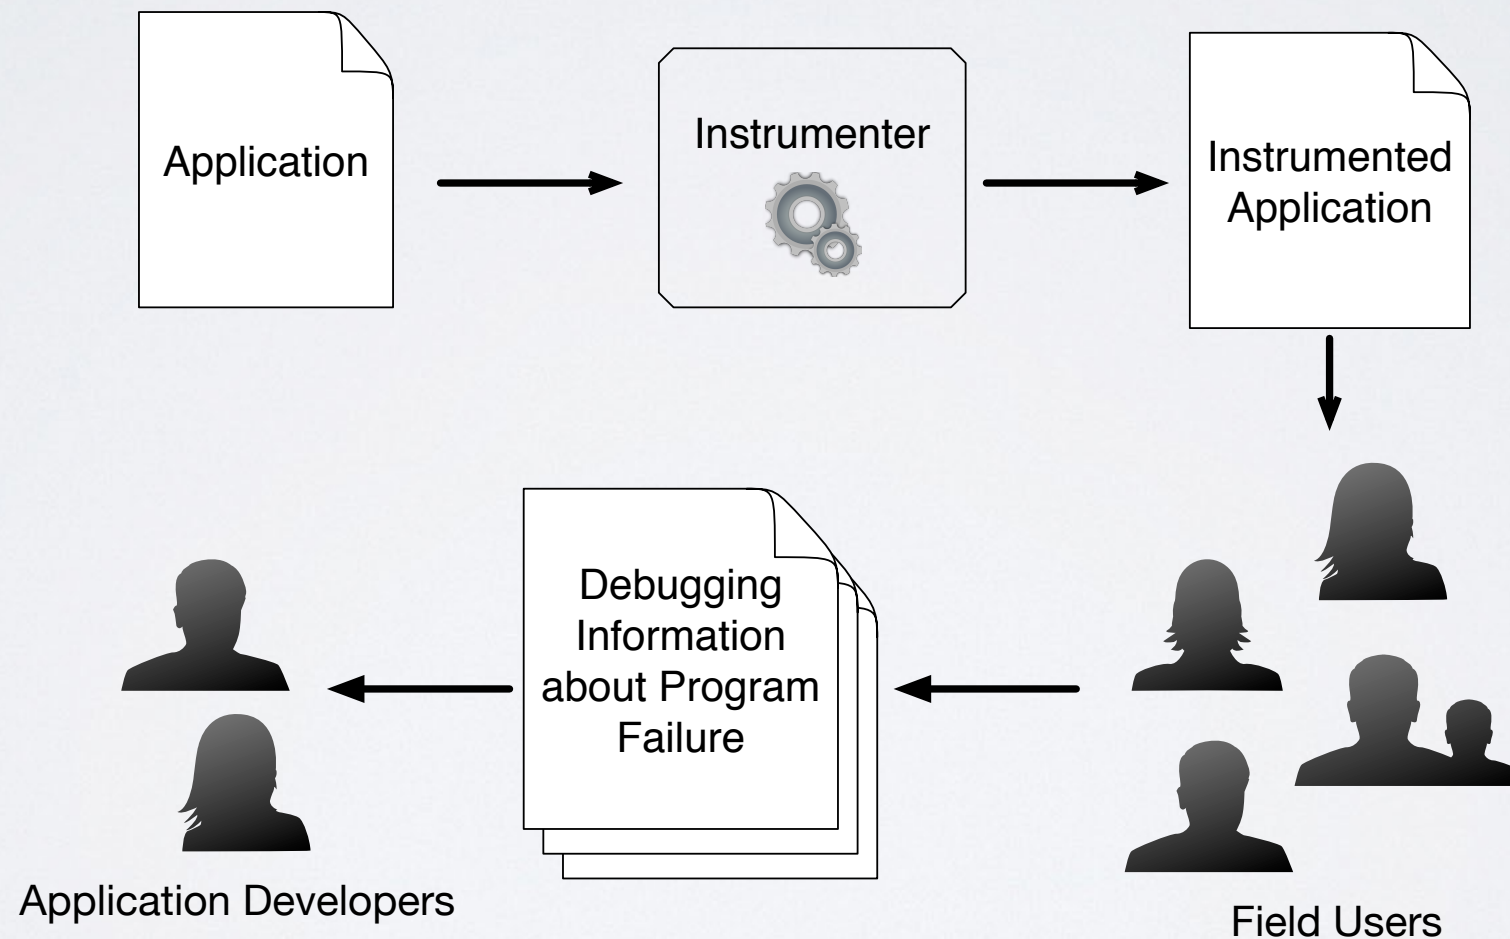 Application
Instrumenter
Instrumented
Application
Debugging
Information
about Program
Failure
Application Developers
Field Users